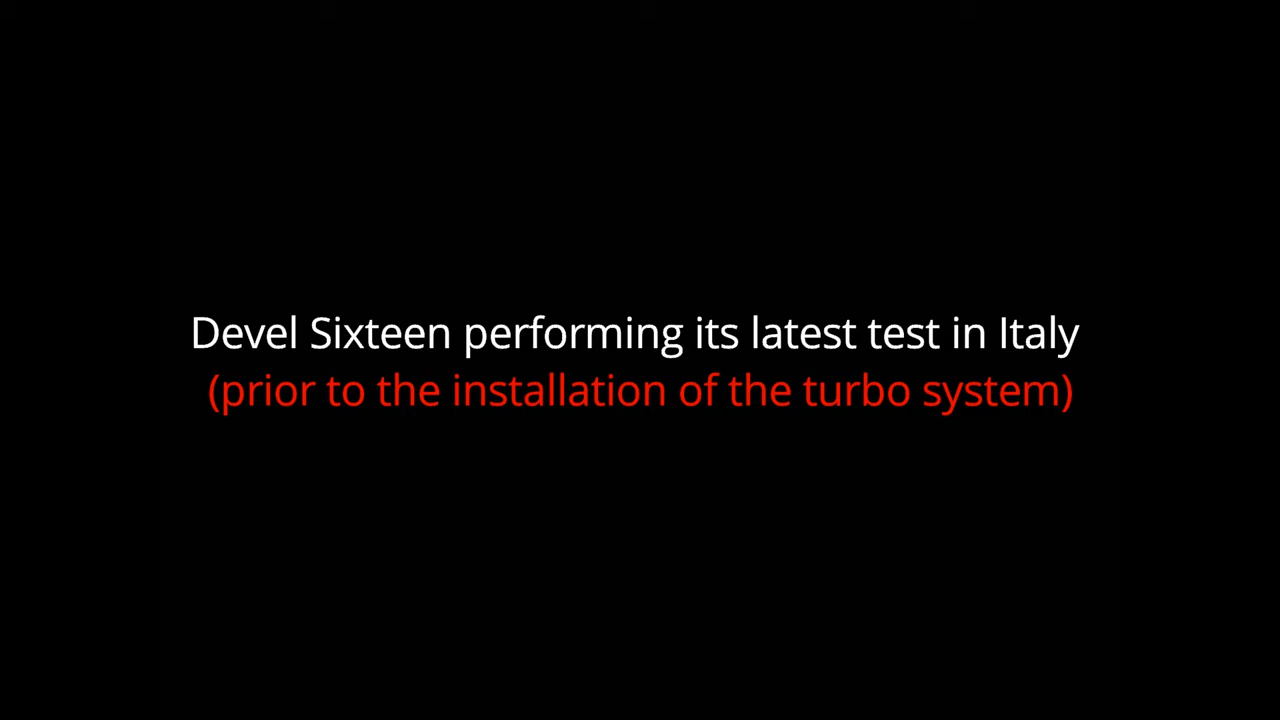 Devel Sixteen performing its latest test in Italy
(prior to the installation of the turbo system)